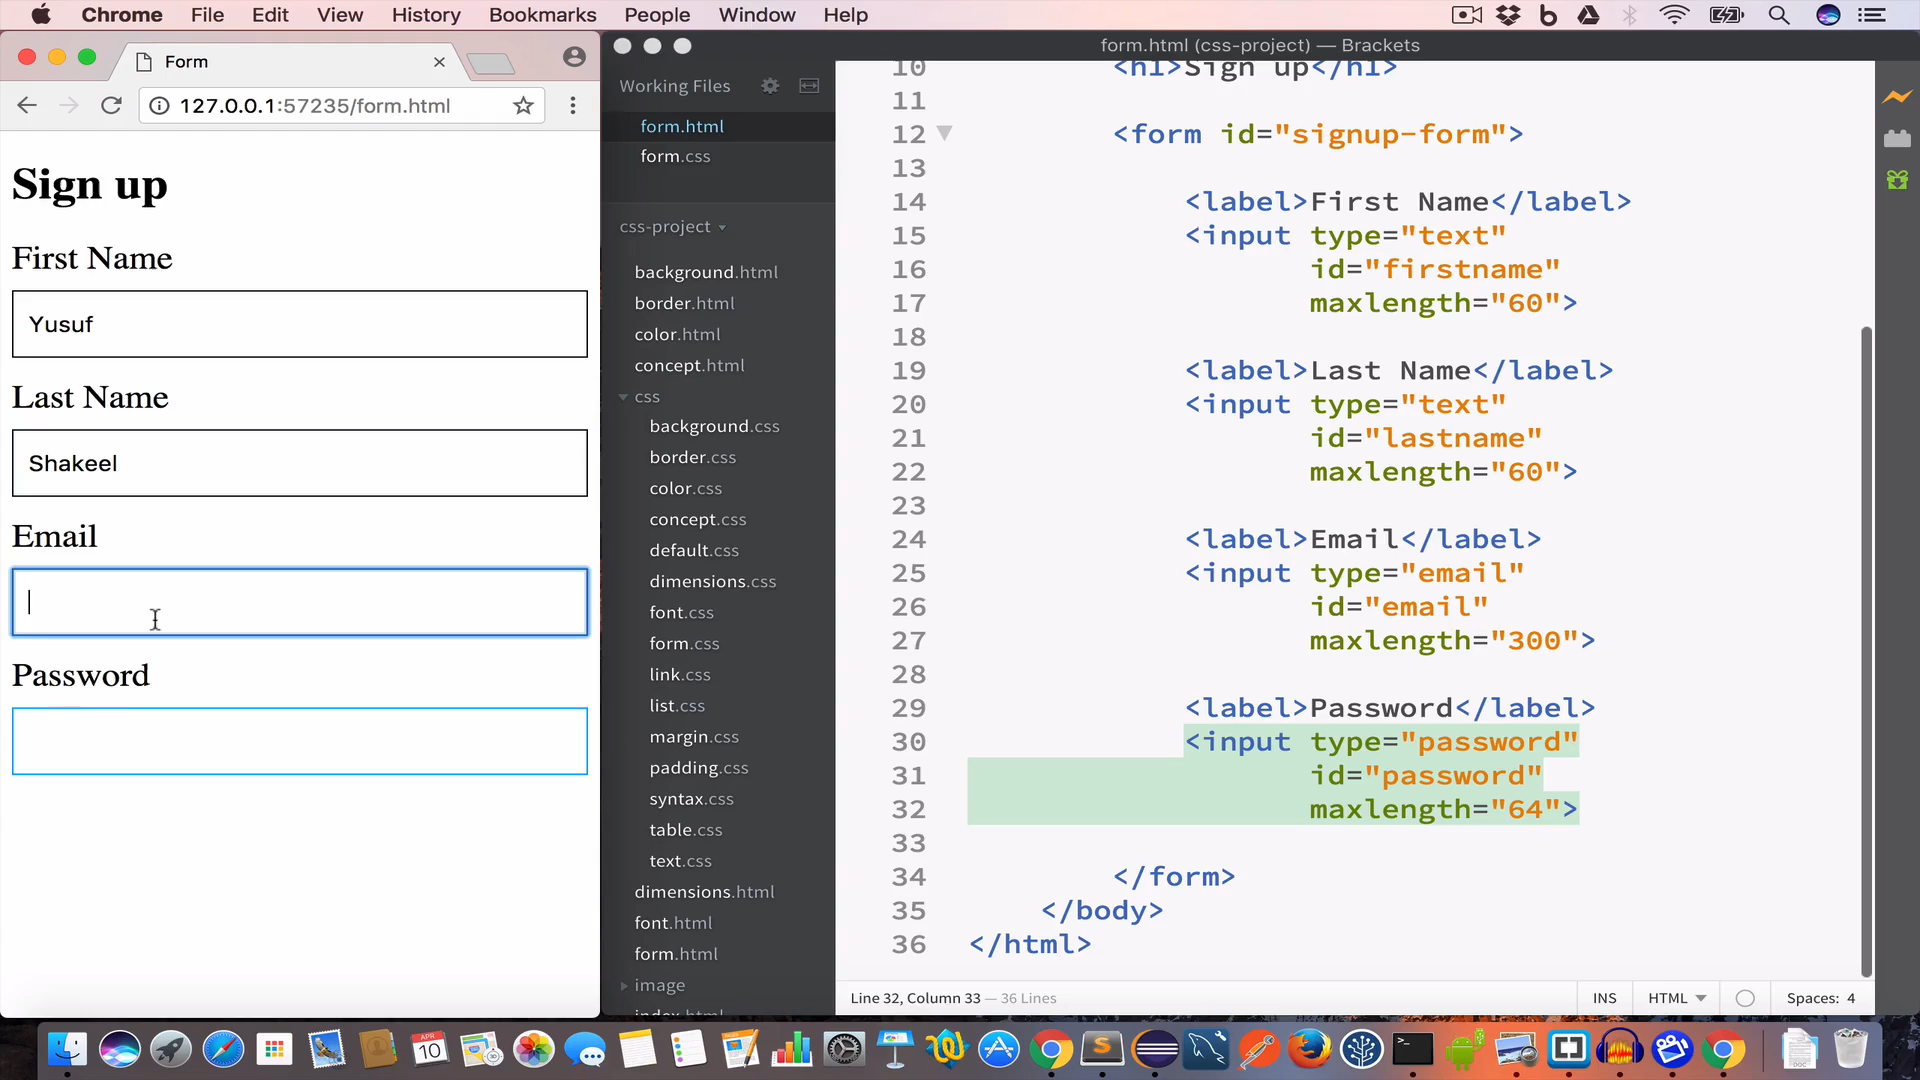 Chrome File Edit View History Bookmarks People Window Help
Form
127.0.0.1:57235/form.html
Sign up
First Name
Yusuf
Last Name
Shakeel
Email
Password
form.html (css-project) — Brackets
Working Files
form.html
form.css
css-project
background.html
border.html
color.html
concept.html
css
background.css
border.css
color.css
concept.css
default.css
dimensions.css
font.css
form.css
link.css
list.css
margin.css
padding.css
syntax.css
table.css
text.css
dimensions.html
font.html
form.html
image
index.html
10 <h1>Sign up</h1>
11
12 <form id="signup-form">
13
14 <label>First Name</label>
15 <input type="text"
16 id="firstname"
17 maxlength="60">
18
19 <label>Last Name</label>
20 <input type="text"
21 id="lastname"
22 maxlength="60">
23
24 <label>Email</label>
25 <input type="email"
26 id="email"
27 maxlength="300">
28
29 <label>Password</label>
30 <input type="password"
31 id="password"
32 maxlength="64">
33
34 </form>
35 </body>
36 </html>
Line 32, Column 33 — 36 Lines
INS HTML Spaces: 4
APR
10